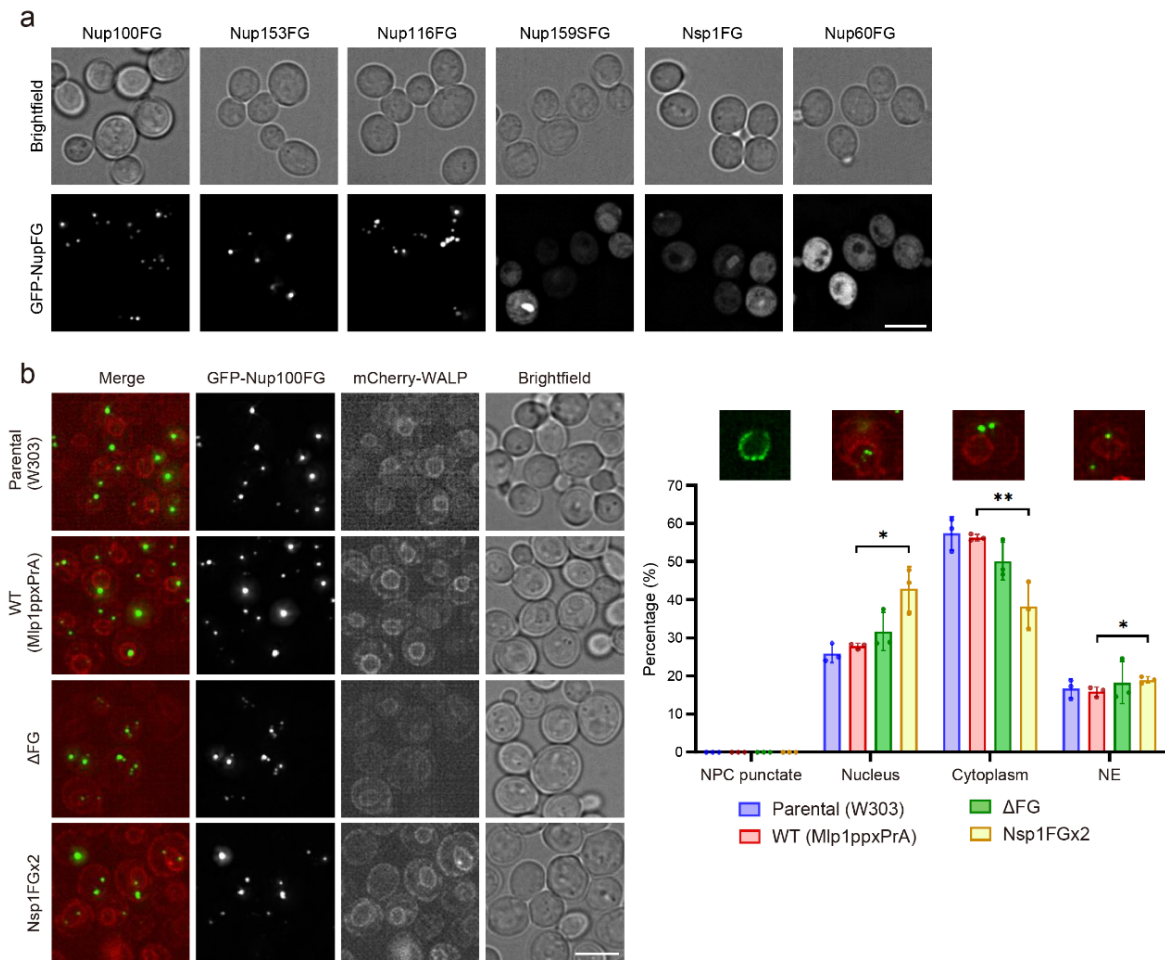 a
Nup100FG Nup153FG Nup116FG Nup159SFG Nsp1FG Nup60FG
Brightfield
GFP-NupFG
b
Merge GFP-Nup100FG mCherry-WALP Brightfield
Parental
(W303)
WT
(Mlp1ppxPrA)
ΔFG
Nsp1FGx2
Percentage (%)
70
60
50
40
30
20
10
0
*
**
*
NPC punctate Nucleus Cytoplasm NE
Parental (W303) ΔFG
WT (Mlp1ppxPrA) Nsp1FGx2